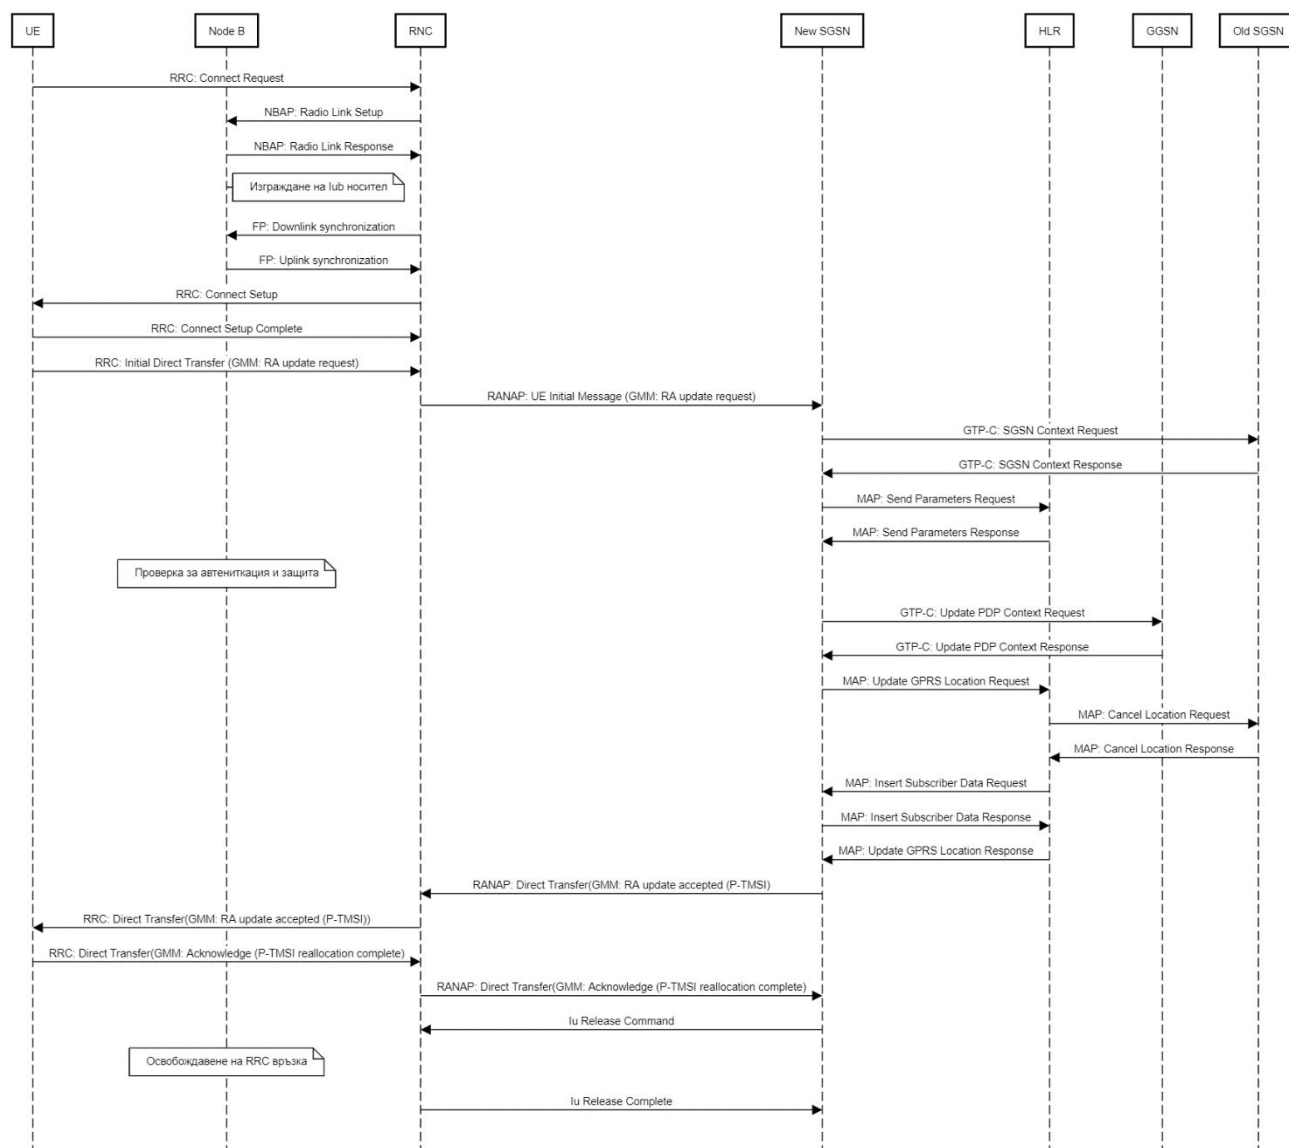 UE
Node B
RNC
New SGSN
HLR
GGSN
Old SGSN
RRC: Connect Request
NBAP: Radio Link Setup
NBAP: Radio Link Response
Изграждане на Iub носител
FP: Downlink synchronization
FP: Uplink synchronization
RRC: Connect Setup
RRC: Connect Setup Complete
RRC: Initial Direct Transfer (GMM: RA update request)
RANAP: UE Initial Message (GMM: RA update request)
GTP-C: SGSN Context Request
GTP-C: SGSN Context Response
MAP: Send Parameters Request
MAP: Send Parameters Response
Проверка за автениткация и защита
GTP-C: Update PDP Context Request
GTP-C: Update PDP Context Response
MAP: Update GPRS Location Request
MAP: Cancel Location Request
MAP: Cancel Location Response
MAP: Insert Subscriber Data Request
MAP: Insert Subscriber Data Response
MAP: Update GPRS Location Response
RANAP: Direct Transfer(GMM: RA update accepted (P-TMSI)
RRC: Direct Transfer(GMM: RA update accepted (P-TMSI))
RRC: Direct Transfer(GMM: Acknowledge (P-TMSI reallocation complete)
RANAP: Direct Transfer(GMM: Acknowledge (P-TMSI reallocation complete)
Iu Release Command
Освобождавене на RRC връзка
Iu Release Complete